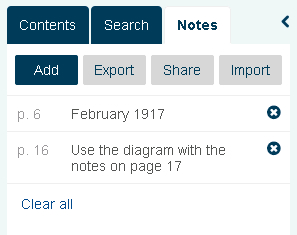 Contents Search Notes
Add Export Share Import
p. 6 February 1917
p. 16 Use the diagram with the
notes on page 17
Clear all